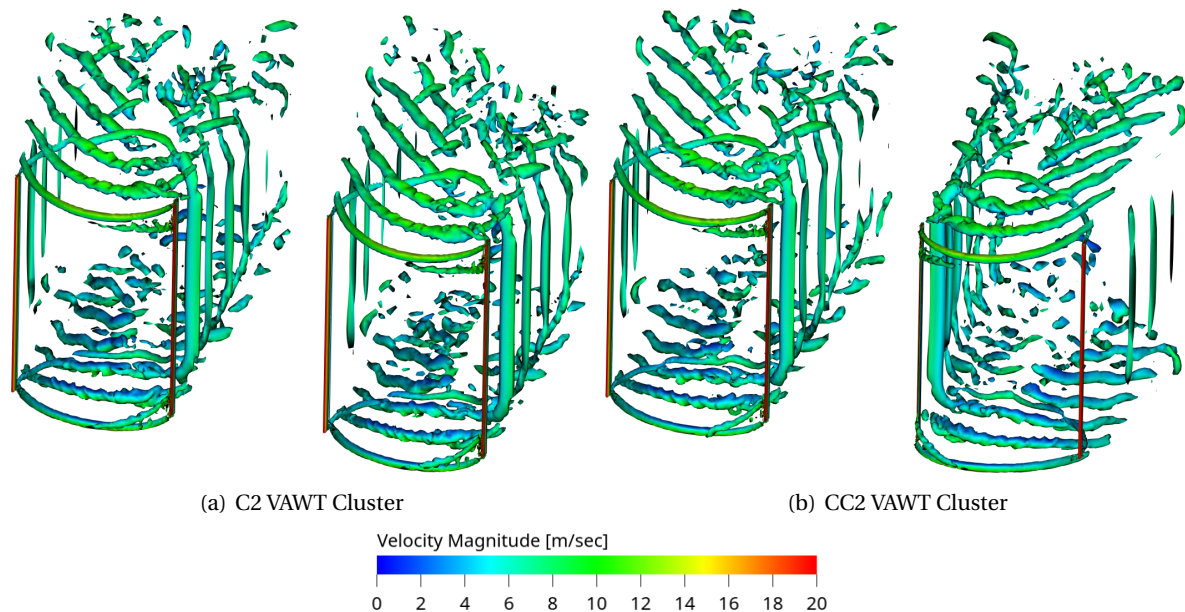 (a) C2 VAWT Cluster
(b) CC2 VAWT Cluster
Velocity Magnitude [m/sec]
0 2 4 6 8 10 12 14 16 18 20